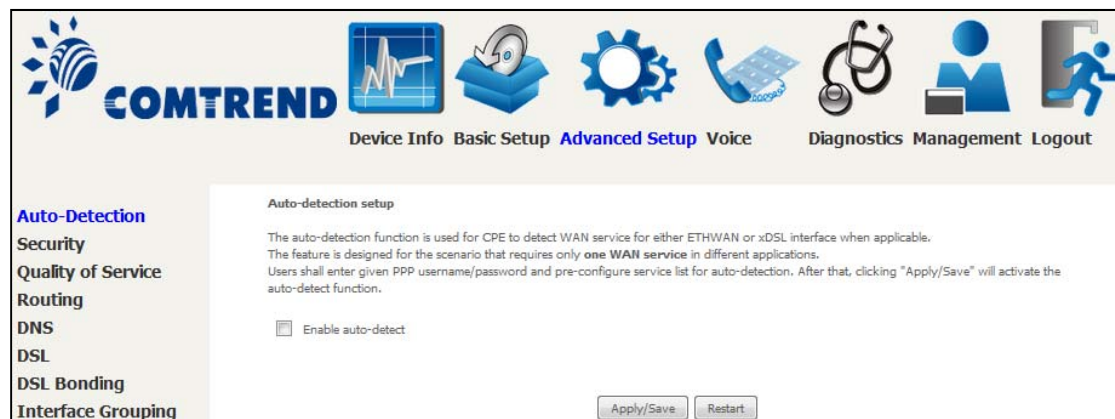 COMTREND
Device Info Basic Setup Advanced Setup Voice Diagnostics Management Logout
Auto-Detection
Security
Quality of Service
Routing
DNS
DSL
DSL Bonding
Interface Grouping
Auto-detection setup
The auto-detection function is used for CPE to detect WAN service for either ETHWAN or xDSL interface when applicable.
The feature is designed for the scenario that requires only one WAN service in different applications.
Users shall enter given PPP username/password and pre-configure service list for auto-detection. After that, clicking "Apply/Save" will activate the
auto-detect function.
Enable auto-detect
Apply/Save Restart